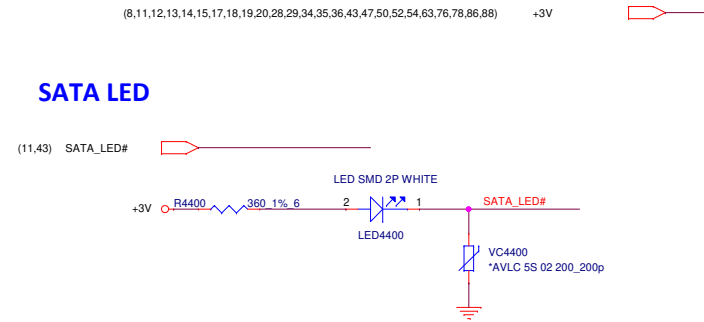 (8,11,12,13,14,15,17,18,19,20,28,29,34,35,36,43,47,50,52,54,63,76,78,86,88) +3V
SATA LED
(11,43) SATA_LED#
LED SMD 2P WHITE
+3V R4400 360_1%_6 2 1 SATA_LED#
LED4400
VC4400
*AVLC 5S 02 200_200p